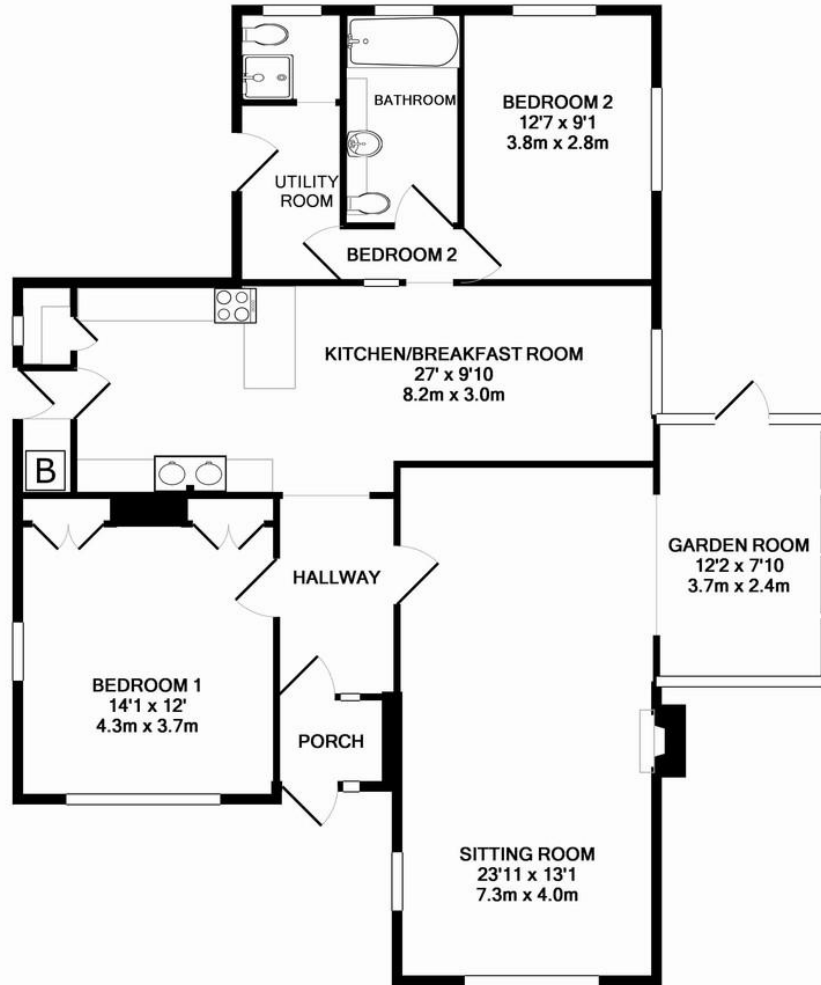 BATHROOM
BEDROOM 2
12'7 x 9'1
3.8m x 2.8m
UTILITY
ROOM
BEDROOM 2
KITCHEN/BREAKFAST ROOM
27' x 9'10
8.2m x 3.0m
B
GARDEN ROOM
12'2 x 7'10
3.7m x 2.4m
HALLWAY
BEDROOM 1
14'1 x 12'
4.3m x 3.7m
PORCH
SITTING ROOM
23'11 x 13'1
7.3m x 4.0m